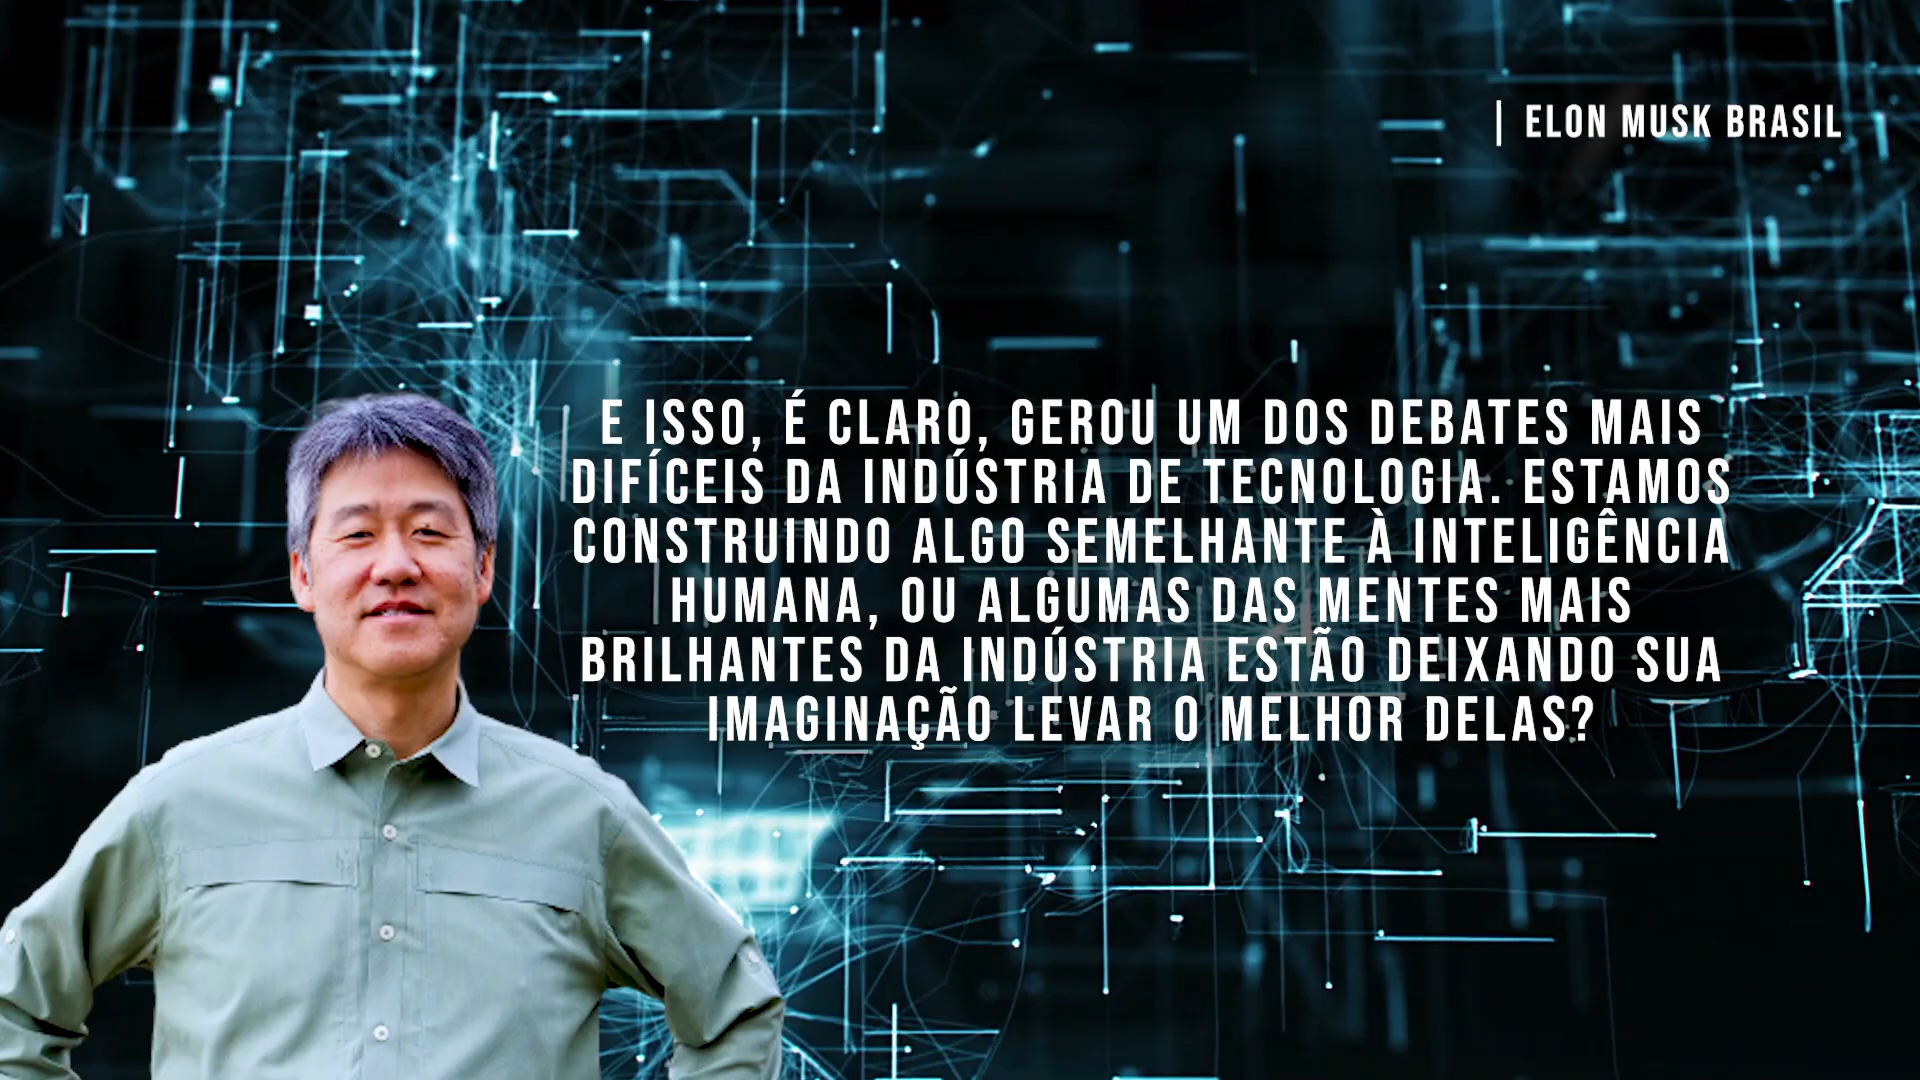 | ELON MUSK BRASIL
E ISSO, É CLARO, GEROU UM DOS DEBATES MAIS
DIFÍCEIS DA INDÚSTRIA DE TECNOLOGIA. ESTAMOS
CONSTRUINDO ALGO SEMELHANTE À INTELIGÊNCIA
HUMANA, OU ALGUMAS DAS MENTES MAIS
BRILHANTES DA INDÚSTRIA ESTÃO DEIXANDO SUA
IMAGINAÇÃO LEVAR O MELHOR DELAS?